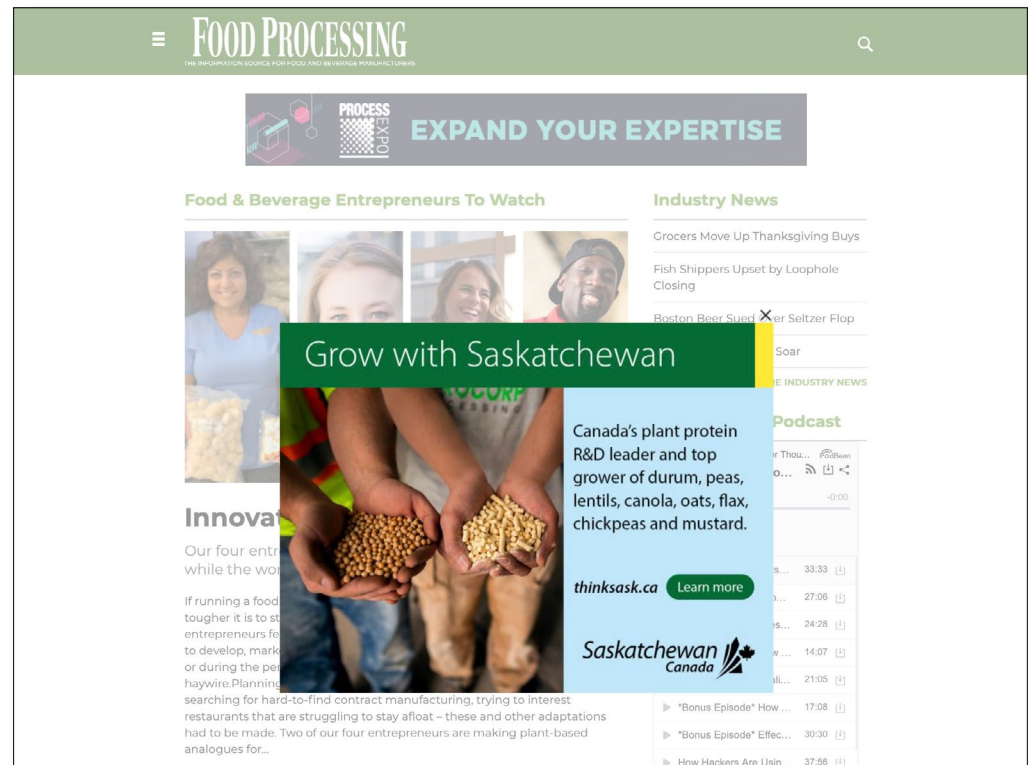 FOOD PROCESSING
THE INFORMATION SOURCE FOR FOOD AND BEVERAGE MANUFACTURERS
PROCESS
EXPO
EXPAND YOUR EXPERTISE
Food & Beverage Entrepreneurs To Watch
Industry News
Grocers Move Up Thanksgiving Buys
Fish Shippers Upset by Loophole
Closing
Boston Beer Sued Over Seltzer Flop
Soar
INDUSTRY NEWS
Podcast
PodBean
-0:00
33:33
27:06
24:28
14:07
21:05
*Bonus Episode* How ... 17:08
*Bonus Episode* Effec... 30:30
How Hackers Are Usin... 37:56
Grow with Saskatchewan
Canada's plant protein
R&D leader and top
grower of durum, peas,
lentils, canola, oats, flax,
chickpeas and mustard.
thinksask.ca
Learn more
Saskatchewan
Canada
Our four
while the
If running a food
tougher it is to
entrepreneurs
to develop,
or during the
haywire.Planning
searching for hard-to-find contract manufacturing, trying to interest
restaurants that are struggling to stay afloat – these and other adaptations
had to be made. Two of our four entrepreneurs are making plant-based
analogues for...